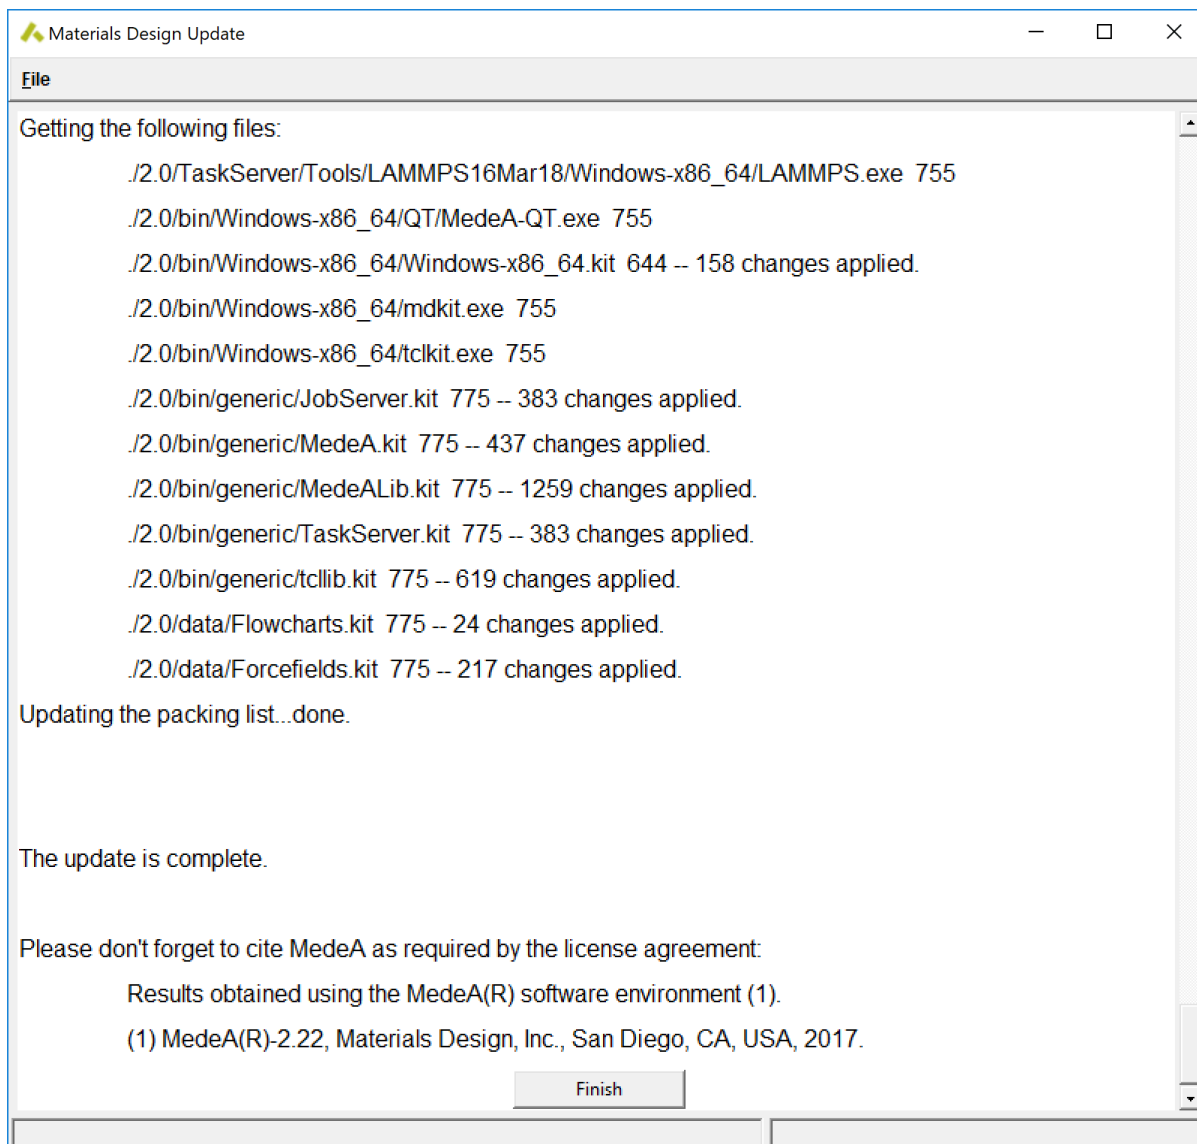 Materials Design Update
File
Getting the following files:
./2.0/TaskServer/Tools/LAMMPS16Mar18/Windows-x86_64/LAMMPS.exe 755
./2.0/bin/Windows-x86_64/QT/MedeA-QT.exe 755
./2.0/bin/Windows-x86_64/Windows-x86_64.kit 644 -- 158 changes applied.
./2.0/bin/Windows-x86_64/mdkit.exe 755
./2.0/bin/Windows-x86_64/tclkit.exe 755
./2.0/bin/generic/JobServer.kit 775 -- 383 changes applied.
./2.0/bin/generic/MedeA.kit 775 -- 437 changes applied.
./2.0/bin/generic/MedeALib.kit 775 -- 1259 changes applied.
./2.0/bin/generic/TaskServer.kit 775 -- 383 changes applied.
./2.0/bin/generic/tcllib.kit 775 -- 619 changes applied.
./2.0/data/Flowcharts.kit 775 -- 24 changes applied.
./2.0/data/Forcefields.kit 775 -- 217 changes applied.
Updating the packing list...done.
The update is complete.
Please don't forget to cite MedeA as required by the license agreement:
Results obtained using the MedeA(R) software environment (1).
(1) MedeA(R)-2.22, Materials Design, Inc., San Diego, CA, USA, 2017.
Finish